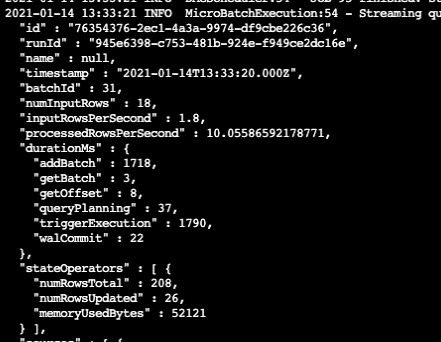 2021-01-14 13:33:21 INFO MicroBatchExecution:54 - Streaming qu
"id" : "76354376-2ec1-4a3a-9974-df9cbe226c36",
"runId" : "945e6398-c753-481b-924e-f949ce2dc16e",
"name" : null,
"timestamp" : "2021-01-14T13:33:20.000Z",
"batchId" : 31,
"numInputRows" : 18,
"inputRowsPerSecond" : 1.8,
"processedRowsPerSecond" : 10.05586592178771,
"durationMs" : {
"addBatch" : 1718,
"getBatch" : 3,
"getOffset" : 8,
"queryPlanning" : 37,
"triggerExecution" : 1790,
"walCommit" : 22
},
"stateOperators" : [ {
"numRowsTotal" : 208,
"numRowsUpdated" : 26,
"memoryUsedBytes" : 52121
} ],